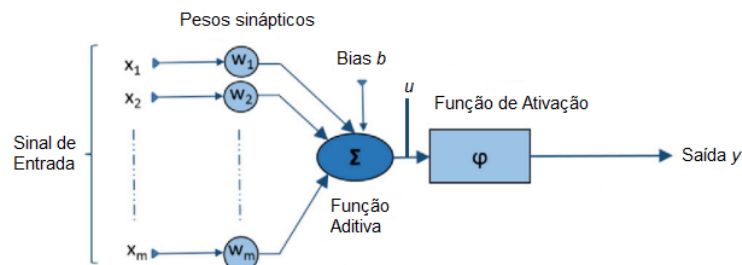 Pesos sinápticos
Bias b
x1
w1
x2
w2
u
Função de Ativação
Sinal de
Entrada
Σ
φ
Saída y
Função
Aditiva
xm
wm